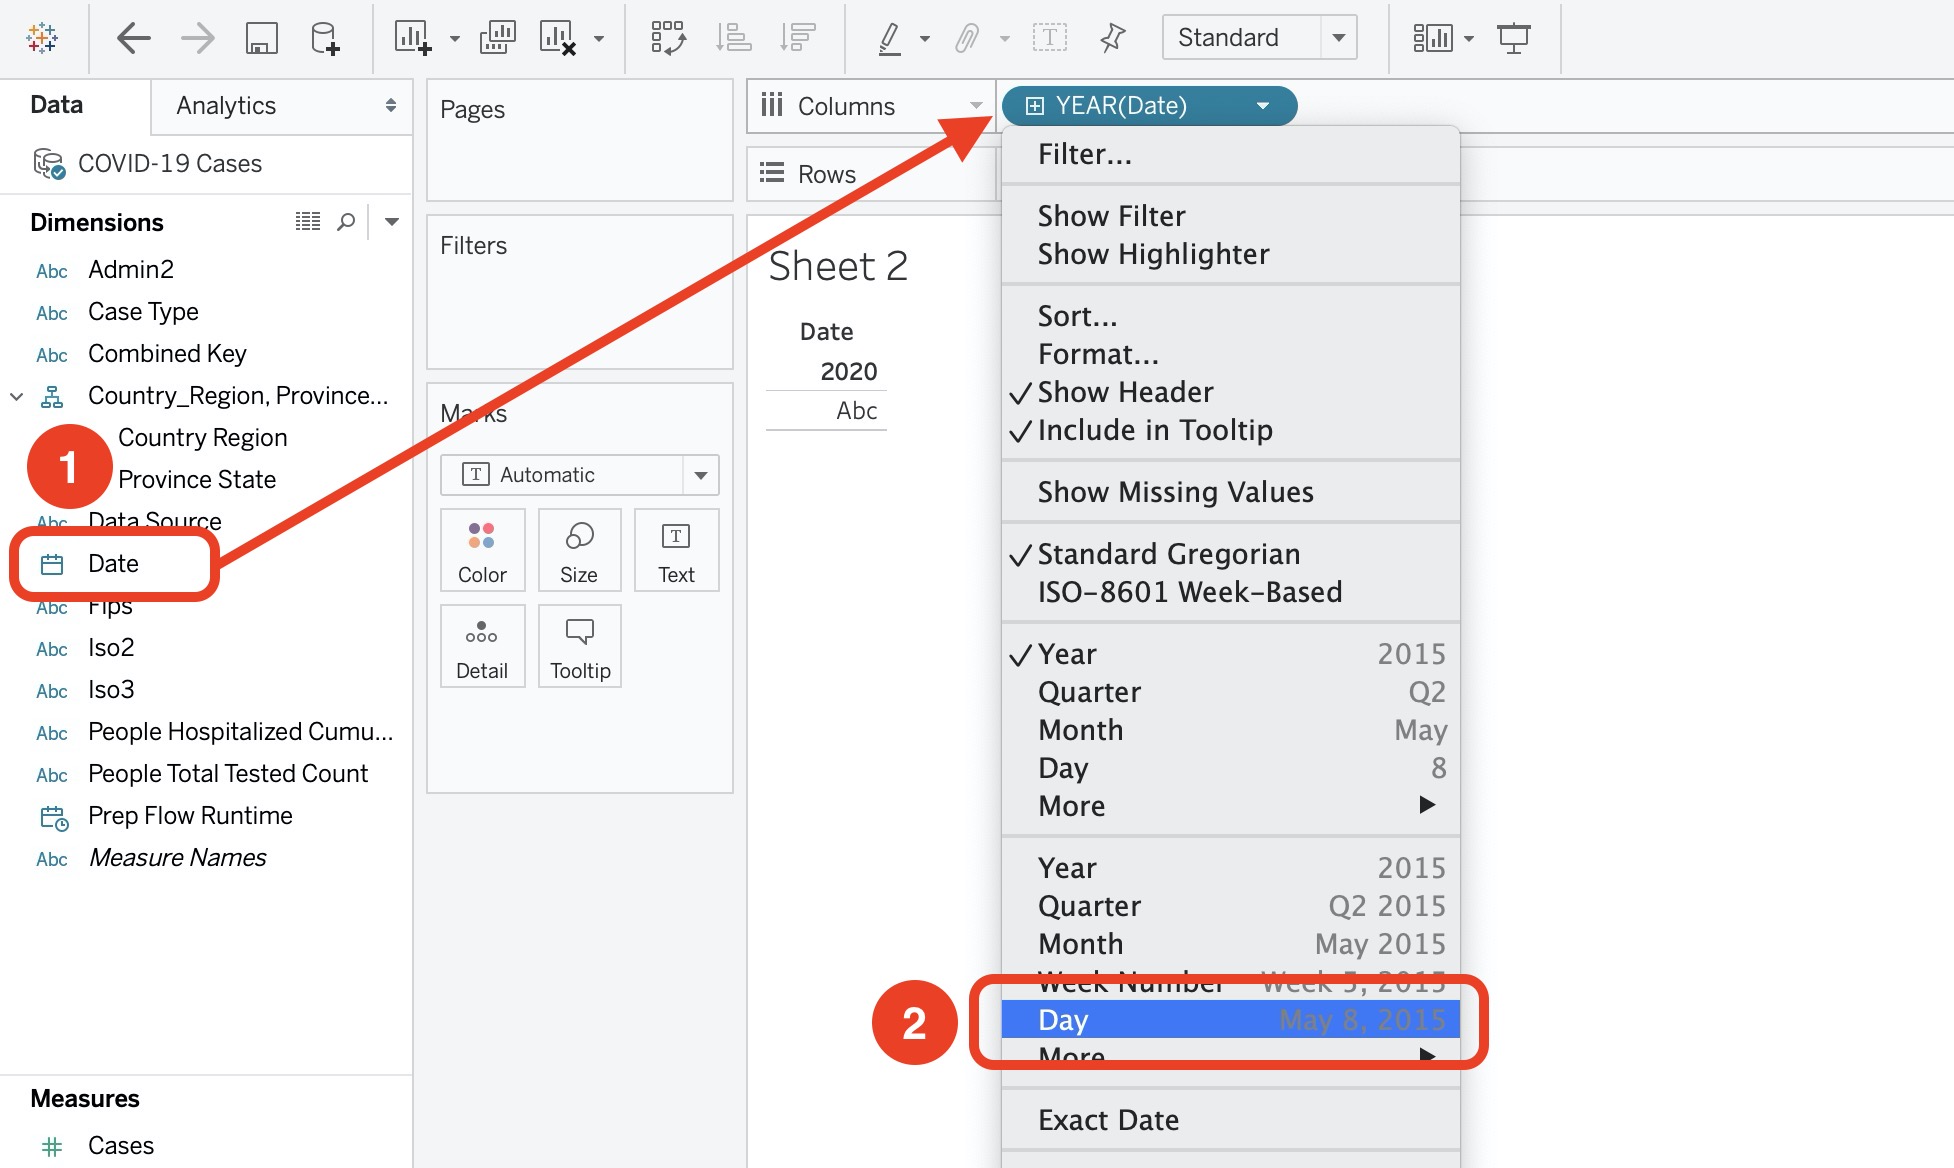 Standard
Data
Analytics
COVID-19 Cases
Dimensions
Abc Admin2
Abc Case Type
Abc Combined Key
Country_Region, Province...
Country Region
1
Province State
Abc Data Source
Date
Abc Fips
Abc Iso2
Abc Iso3
Abc People Hospitalized Cumu...
Abc People Total Tested Count
Prep Flow Runtime
Abc Measure Names
Measures
# Cases
Pages
Filters
Marks
T Automatic
Color
Size
T Text
Detail
Tooltip
Columns
YEAR(Date)
Rows
Sheet 2
Date
2020
Abc
Filter...
Show Filter
Show Highlighter
Sort...
Format...
✓ Show Header
✓ Include in Tooltip
Show Missing Values
✓ Standard Gregorian
ISO-8601 Week-Based
✓ Year 2015
Quarter Q2
Month May
Day 8
More
Year 2015
Quarter Q2 2015
Month May 2015
Week Number Week 5, 2015
2
Day May 8, 2015
More
Exact Date